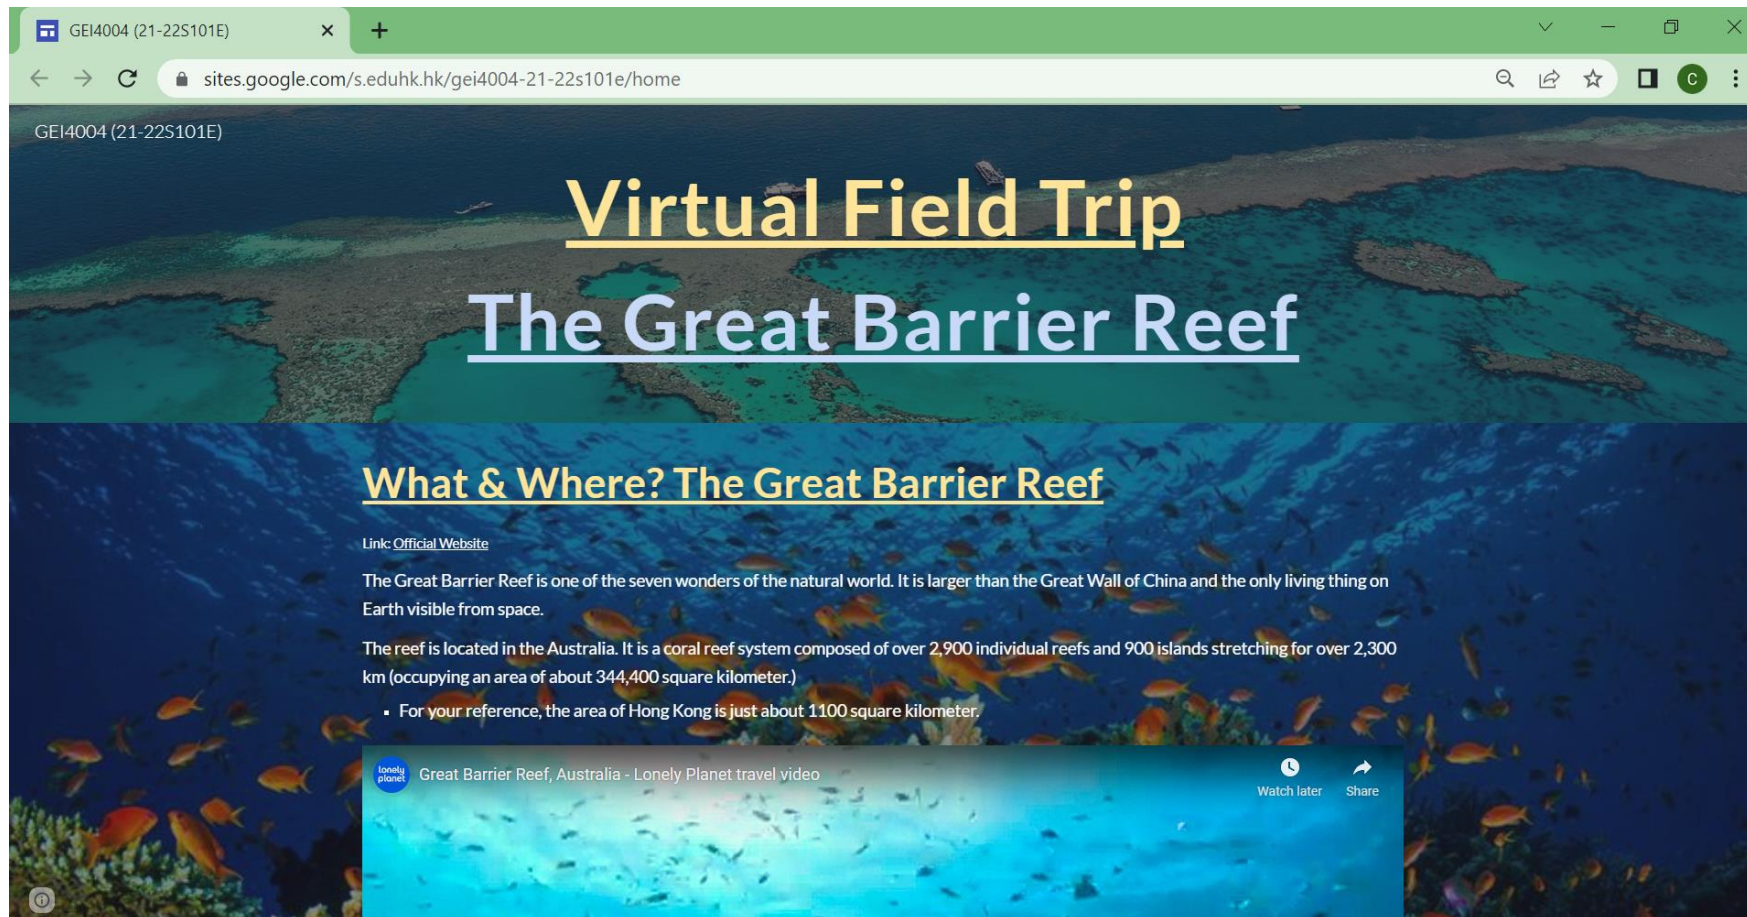 GEI4004 (21-22S101E)
sites.google.com/s.eduhk.hk/gei4004-21-22s101e/home
C
GEI4004 (21-22S101E)
Virtual Field Trip
The Great Barrier Reef
What & Where? The Great Barrier Reef
Link: Official Website
The Great Barrier Reef is one of the seven wonders of the natural world. It is larger than the Great Wall of China and the only living thing on
Earth visible from space.
The reef is located in the Australia. It is a coral reef system composed of over 2,900 individual reefs and 900 islands stretching for over 2,300
km (occupying an area of about 344,400 square kilometer.)
▪ For your reference, the area of Hong Kong is just about 1100 square kilometer.
lonely
planet
Great Barrier Reef, Australia - Lonely Planet travel video
Watch later
Share